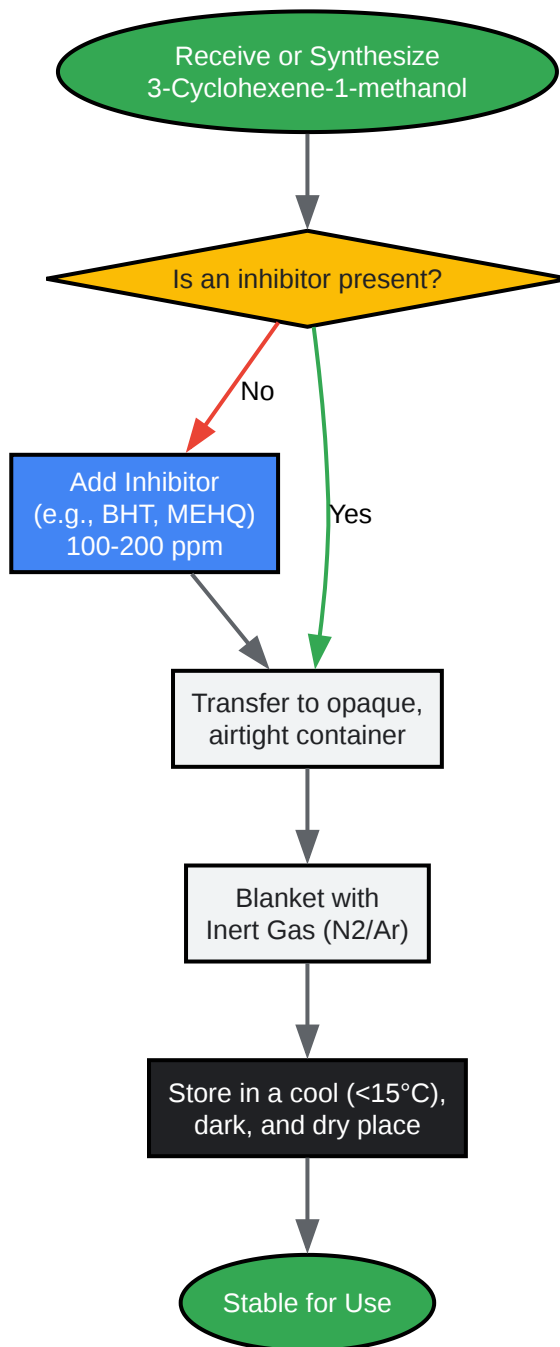 Receive or Synthesize
3-Cyclohexene-1-methanol
Is an inhibitor present?
No
Add Inhibitor
(e.g., BHT, MEHQ)
100-200 ppm
Yes
Transfer to opaque,
airtight container
Blanket with
Inert Gas (N2/Ar)
Store in a cool (<15°C),
dark, and dry place
Stable for Use